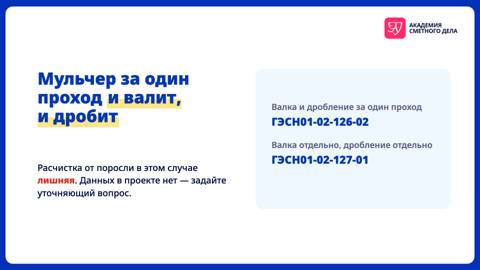 АКАДЕМИЯ
СМЕТНОГО ДЕЛА
Мульчер за один
проход и валит,
и дробит
Расчистка от поросли в этом случае
лишняя. Данных в проекте нет — задайте
уточняющий вопрос.
Валка и дробление за один проход
ГЭСН01-02-126-02
Валка отдельно, дробление отдельно
ГЭСН01-02-127-01